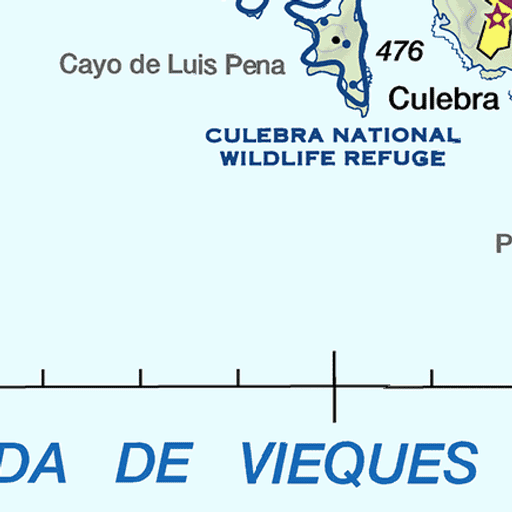 476
Cayo de Luis Pena
Culebra
CULEBRA NATIONAL
WILDLIFE REFUGE
P
DA DE VIEQUES